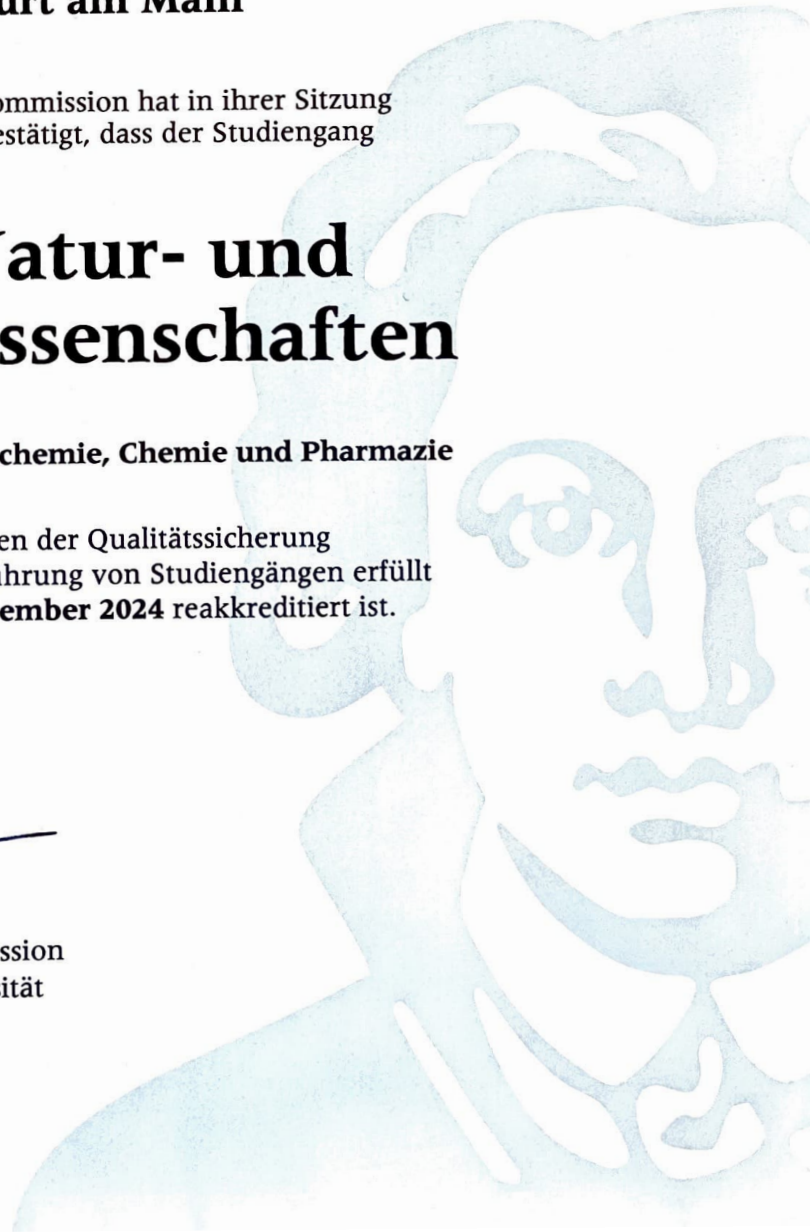 urt am Main
ommission hat in ihrer Sitzung
estätigt, dass der Studiengang
atur- und
ssenschaften
chemie, Chemie und Pharmazie
en der Qualitätssicherung
hrung von Studiengängen erfüllt
ember 2024 reakkreditiert ist.
ssion
ität